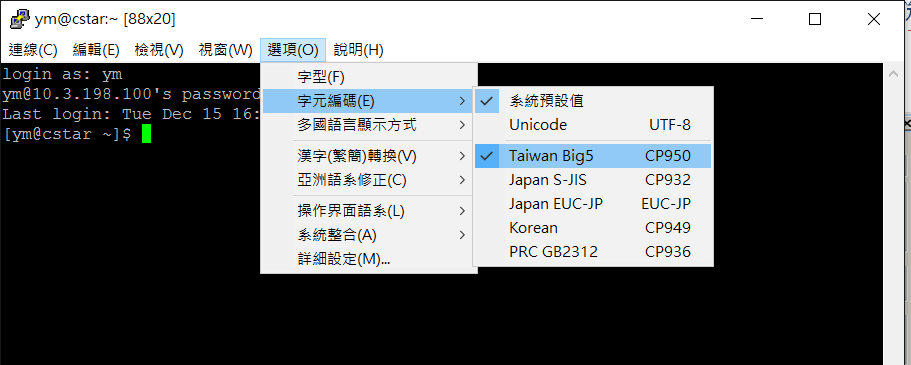 ym@cstar:~ [88x20]
連線(C) 編輯(E) 檢視(V) 視窗(W) 選項(O) 說明(H)
login as: ym
ym@10.3.198.100's password
Last login: Tue Dec 15 16:
[ym@cstar ~]$
字型(F)
字元編碼(E)
多國語言顯示方式
漢字(繁簡)轉換(V)
亞洲語系修正(C)
操作界面語系(L)
系統整合(A)
詳細設定(M)...
系統預設值
Unicode UTF-8
Taiwan Big5 CP950
Japan S-JIS CP932
Japan EUC-JP EUC-JP
Korean CP949
PRC GB2312 CP936